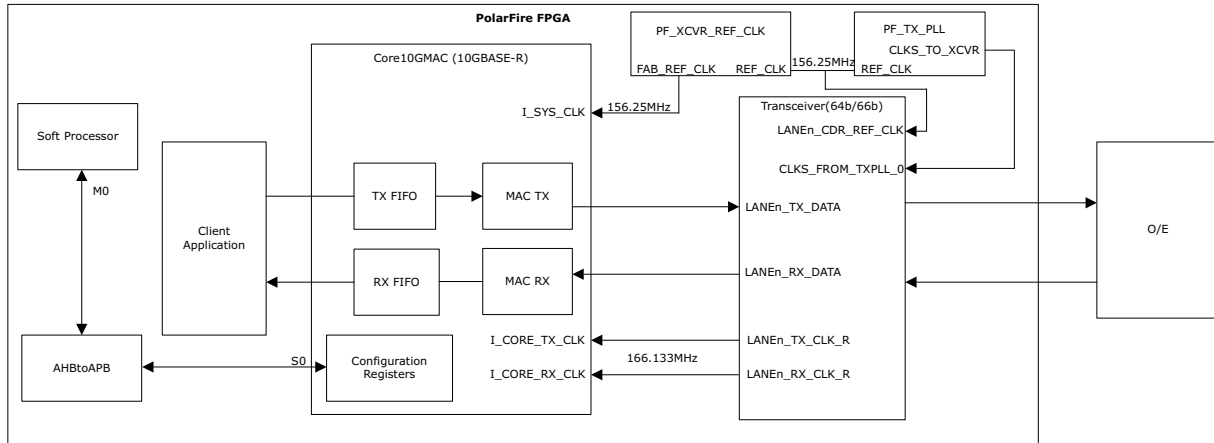 PolarFire FPGA
PF_XCVR_REF_CLK
FAB_REF_CLK
REF_CLK
156.25MHz
PF_TX_PLL
CLKS_TO_XCVR
REF_CLK
Core10GMAC (10GBASE-R)
I_SYS_CLK
156.25MHz
Transceiver(64b/66b)
LANEn_CDR_REF_CLK
CLKS_FROM_TXPLL_0
Soft Processor
M0
Client
Application
TX FIFO
MAC TX
LANEn_TX_DATA
O/E
RX FIFO
MAC RX
LANEn_RX_DATA
I_CORE_TX_CLK
LANEn_TX_CLK_R
166.133MHz
I_CORE_RX_CLK
LANEn_RX_CLK_R
AHBtoAPB
S0
Configuration
Registers